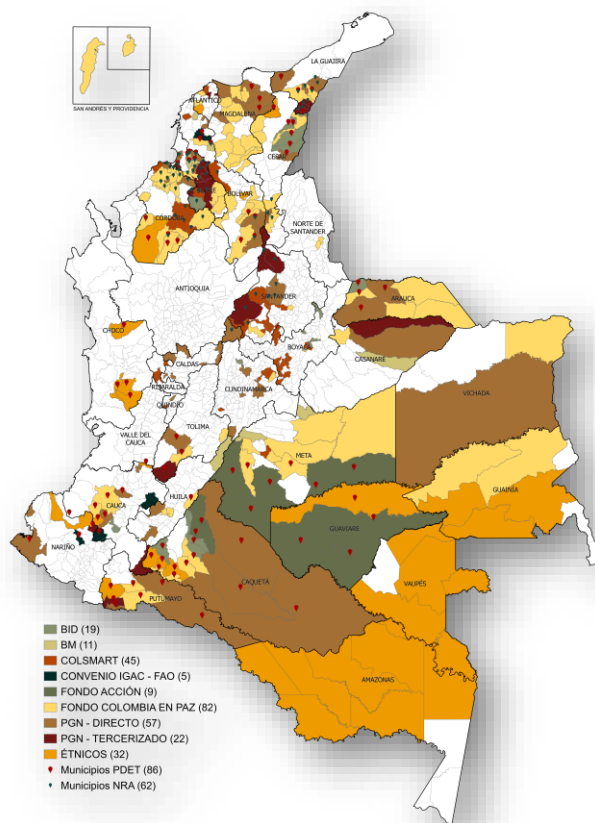 LA GUAJIRA
ATLÁNTICO
MAGDALENA
SAN ANDRÉS Y PROVIDENCIA
CESAR
SUCRE
BOLÍVAR
CÓRDOBA
NORTE DE
SANTANDER
ANTIOQUIA
SANTANDER
ARAUCA
CHOCÓ
BOYACÁ
CASANARE
CALDAS
RISARALDA
CUNDINAMARCA
VICHADA
QUINDÍO
TOLIMA
VALLE DEL
CAUCA
META
GUAINÍA
HUILA
CAUCA
GUAVIARE
NARIÑO
VAUPÉS
CAQUETÁ
PUTUMAYO
AMAZONAS
BID (19)
BM (11)
COLSMART (45)
CONVENIO IGAC - FAO (5)
FONDO ACCIÓN (9)
FONDO COLOMBIA EN PAZ (82)
PGN - DIRECTO (57)
PGN - TERCERIZADO (22)
ÉTNICOS (32)
Municipios PDET (86)
Municipios NRA (62)